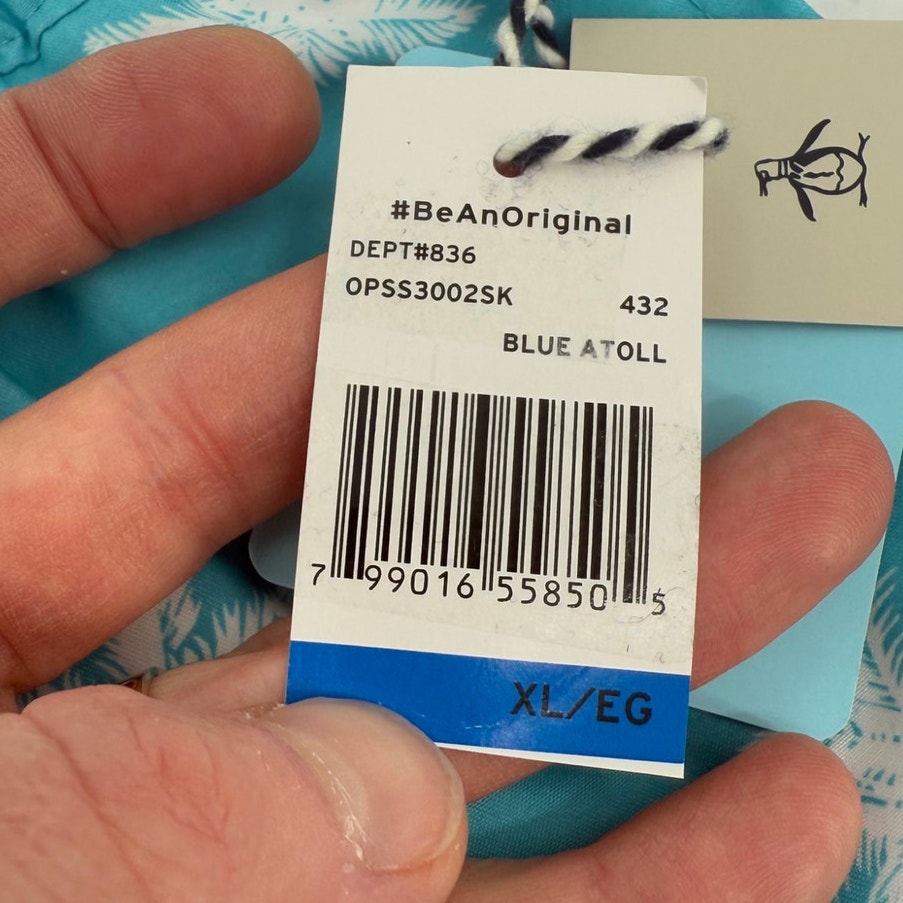 #BeAnOriginal
DEPT#836
OPSS3002SK 432
BLUE ATOLL
7 99016 55850 5
XL/EG